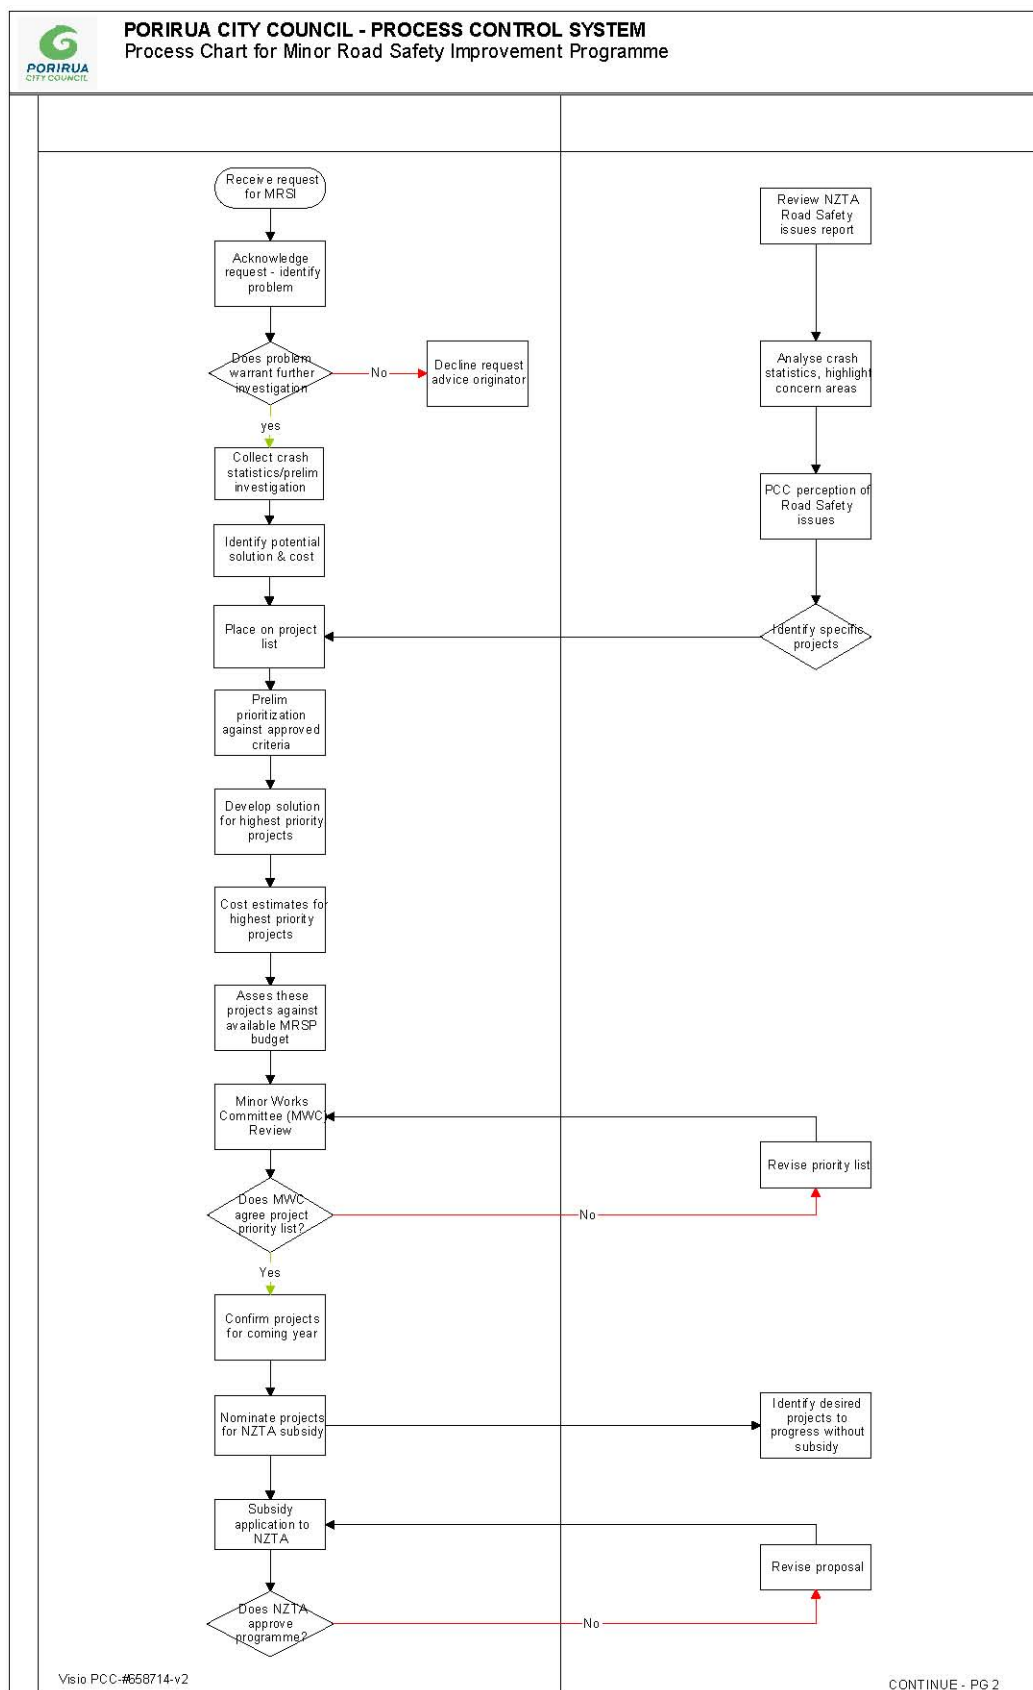 PORIRUA
CITY COUNCIL
PORIRUA CITY COUNCIL - PROCESS CONTROL SYSTEM
Process Chart for Minor Road Safety Improvement Programme
Receive request
for MRSI
Review NZTA
Road Safety
issues report
Acknowledge
request - identify
problem
Does problem
warrant further
investigation
No
Decline request
advice originator
Analyse crash
statistics, highlight
concern areas
yes
Collect crash
statistics/prelim
investigation
PCC perception of
Road Safety
issues
Identify potential
solution & cost
Place on project
list
Identify specific
projects
Prelim
prioritization
against approved
criteria
Develop solution
for highest priority
projects
Cost estimates for
highest priority
projects
Asses these
projects against
available MRSP
budget
Minor Works
Committee (MWC)
Review
Revise priority list
Does MWC
agree project
priority list?
No
Yes
Confirm projects
for coming year
Nominate projects
for NZTA subsidy
Identify desired
projects to
progress without
subsidy
Subsidy
application to
NZTA
Revise proposal
Does NZTA
approve
programme?
No
Visio PCC-#658714-v2
CONTINUE - PG 2